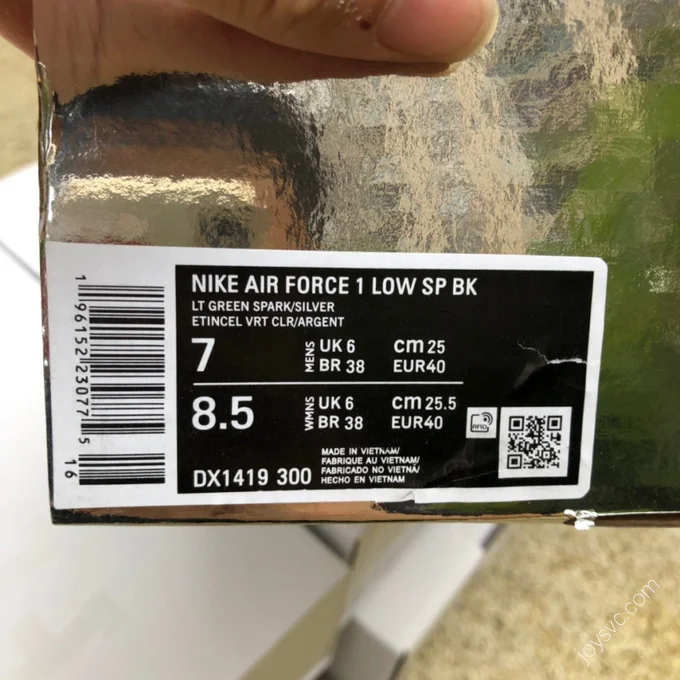 NIKE AIR FORCE 1 LOW SP BK
LT GREEN SPARK/SILVER
ETINCEL VRT CLR/ARGENT
7 MENS UK 6 cm 25
BR 38 EUR40
8.5 WMNS UK 6 cm 25.5
BR 38 EUR40
RFID
MADE IN VIETNAM/
FABRIQUE AU VIETNAM/
FABRICADO NO VIETNÃ/
HECHO EN VIETNAM
DX1419 300
1 96152 23077 5
16
joysvc.com